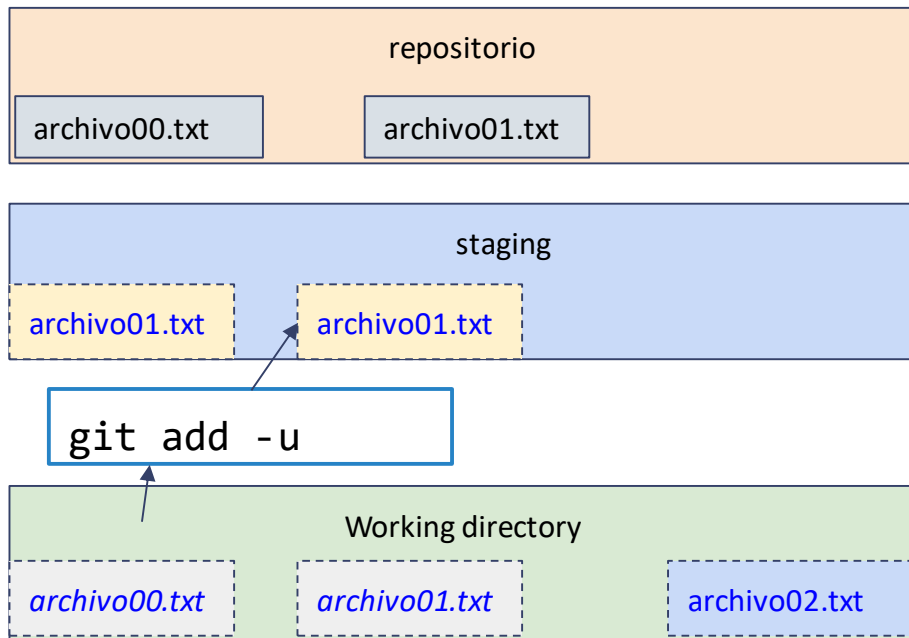 repositorio
archivo00.txt
archivo01.txt
staging
archivo01.txt
archivo01.txt
git add -u
Working directory
archivo00.txt
archivo01.txt
archivo02.txt